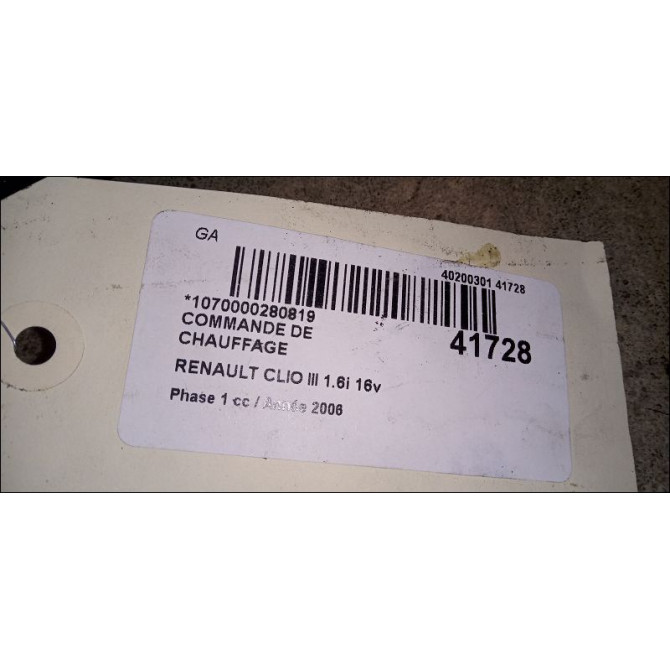 GA
40200301 41728
*1070000280819
41728
COMMANDE DE
CHAUFFAGE
RENAULT CLIO III 1.6i 16v
Phase 1 cc / Année 2006